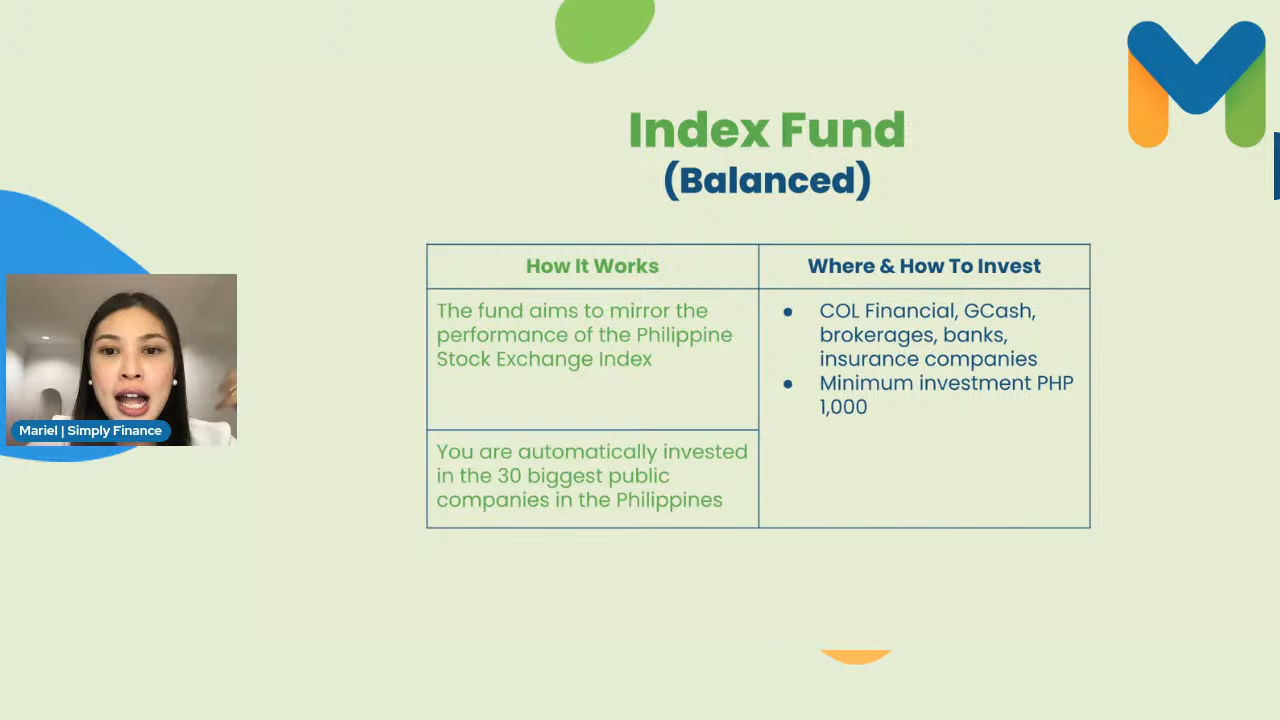 Index Fund
(Balanced)
How It Works
Where & How To Invest
The fund aims to mirror the
performance of the Philippine
Stock Exchange Index
● COL Financial, GCash,
brokerages, banks,
insurance companies
● Minimum investment PHP
1,000
You are automatically invested
in the 30 biggest public
companies in the Philippines
Mariel | Simply Finance